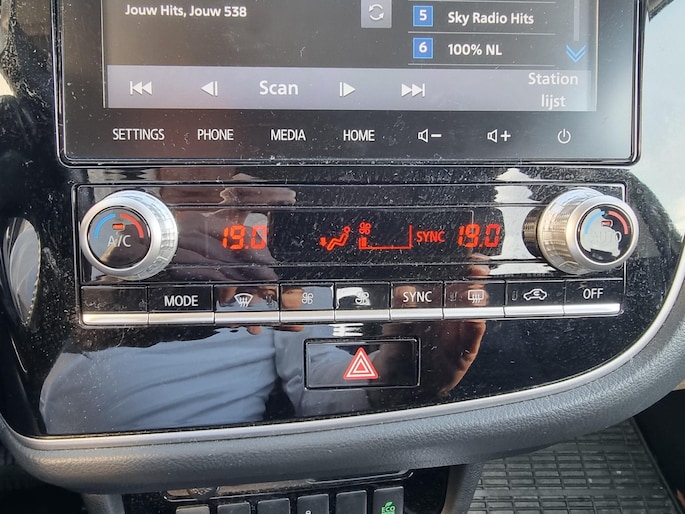 Jouw Hits, Jouw 538
5 Sky Radio Hits
6 100% NL
Scan
Station
lijst
SETTINGS PHONE MEDIA HOME
A/C
19.0 SYNC 19.0
MODE SYNC OFF
ECO